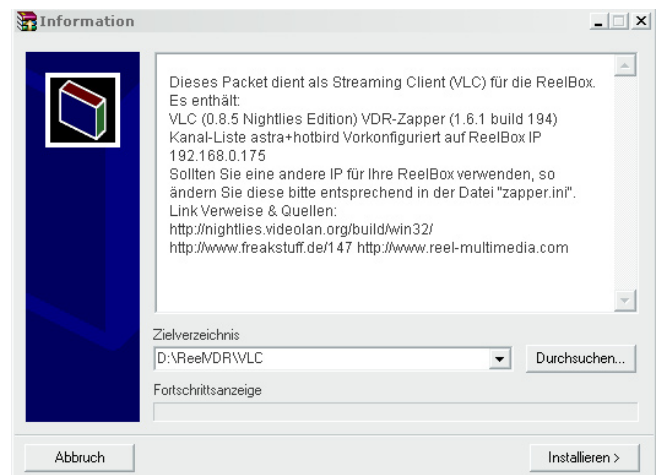 Information
Dieses Packet dient als Streaming Client (VLC) für die ReelBox.
Es enthält:
VLC (0.8.5 Nightlies Edition) VDR-Zapper (1.6.1 build 194)
Kanal-Liste astra+hotbird Vorkonfiguriert auf ReelBox IP
192.168.0.175
Sollten Sie eine andere IP für Ihre ReelBox verwenden, so
ändern Sie diese bitte entsprechend in der Datei "zapper.ini".
Link Verweise & Quellen:
http://nightlies.videolan.org/build/win32/
http://www.freakstuff.de/147 http://www.reel-multimedia.com
Zielverzeichnis
D:\ReelVDR\VLC
Durchsuchen...
Fortschrittsanzeige
Abbruch
Installieren >